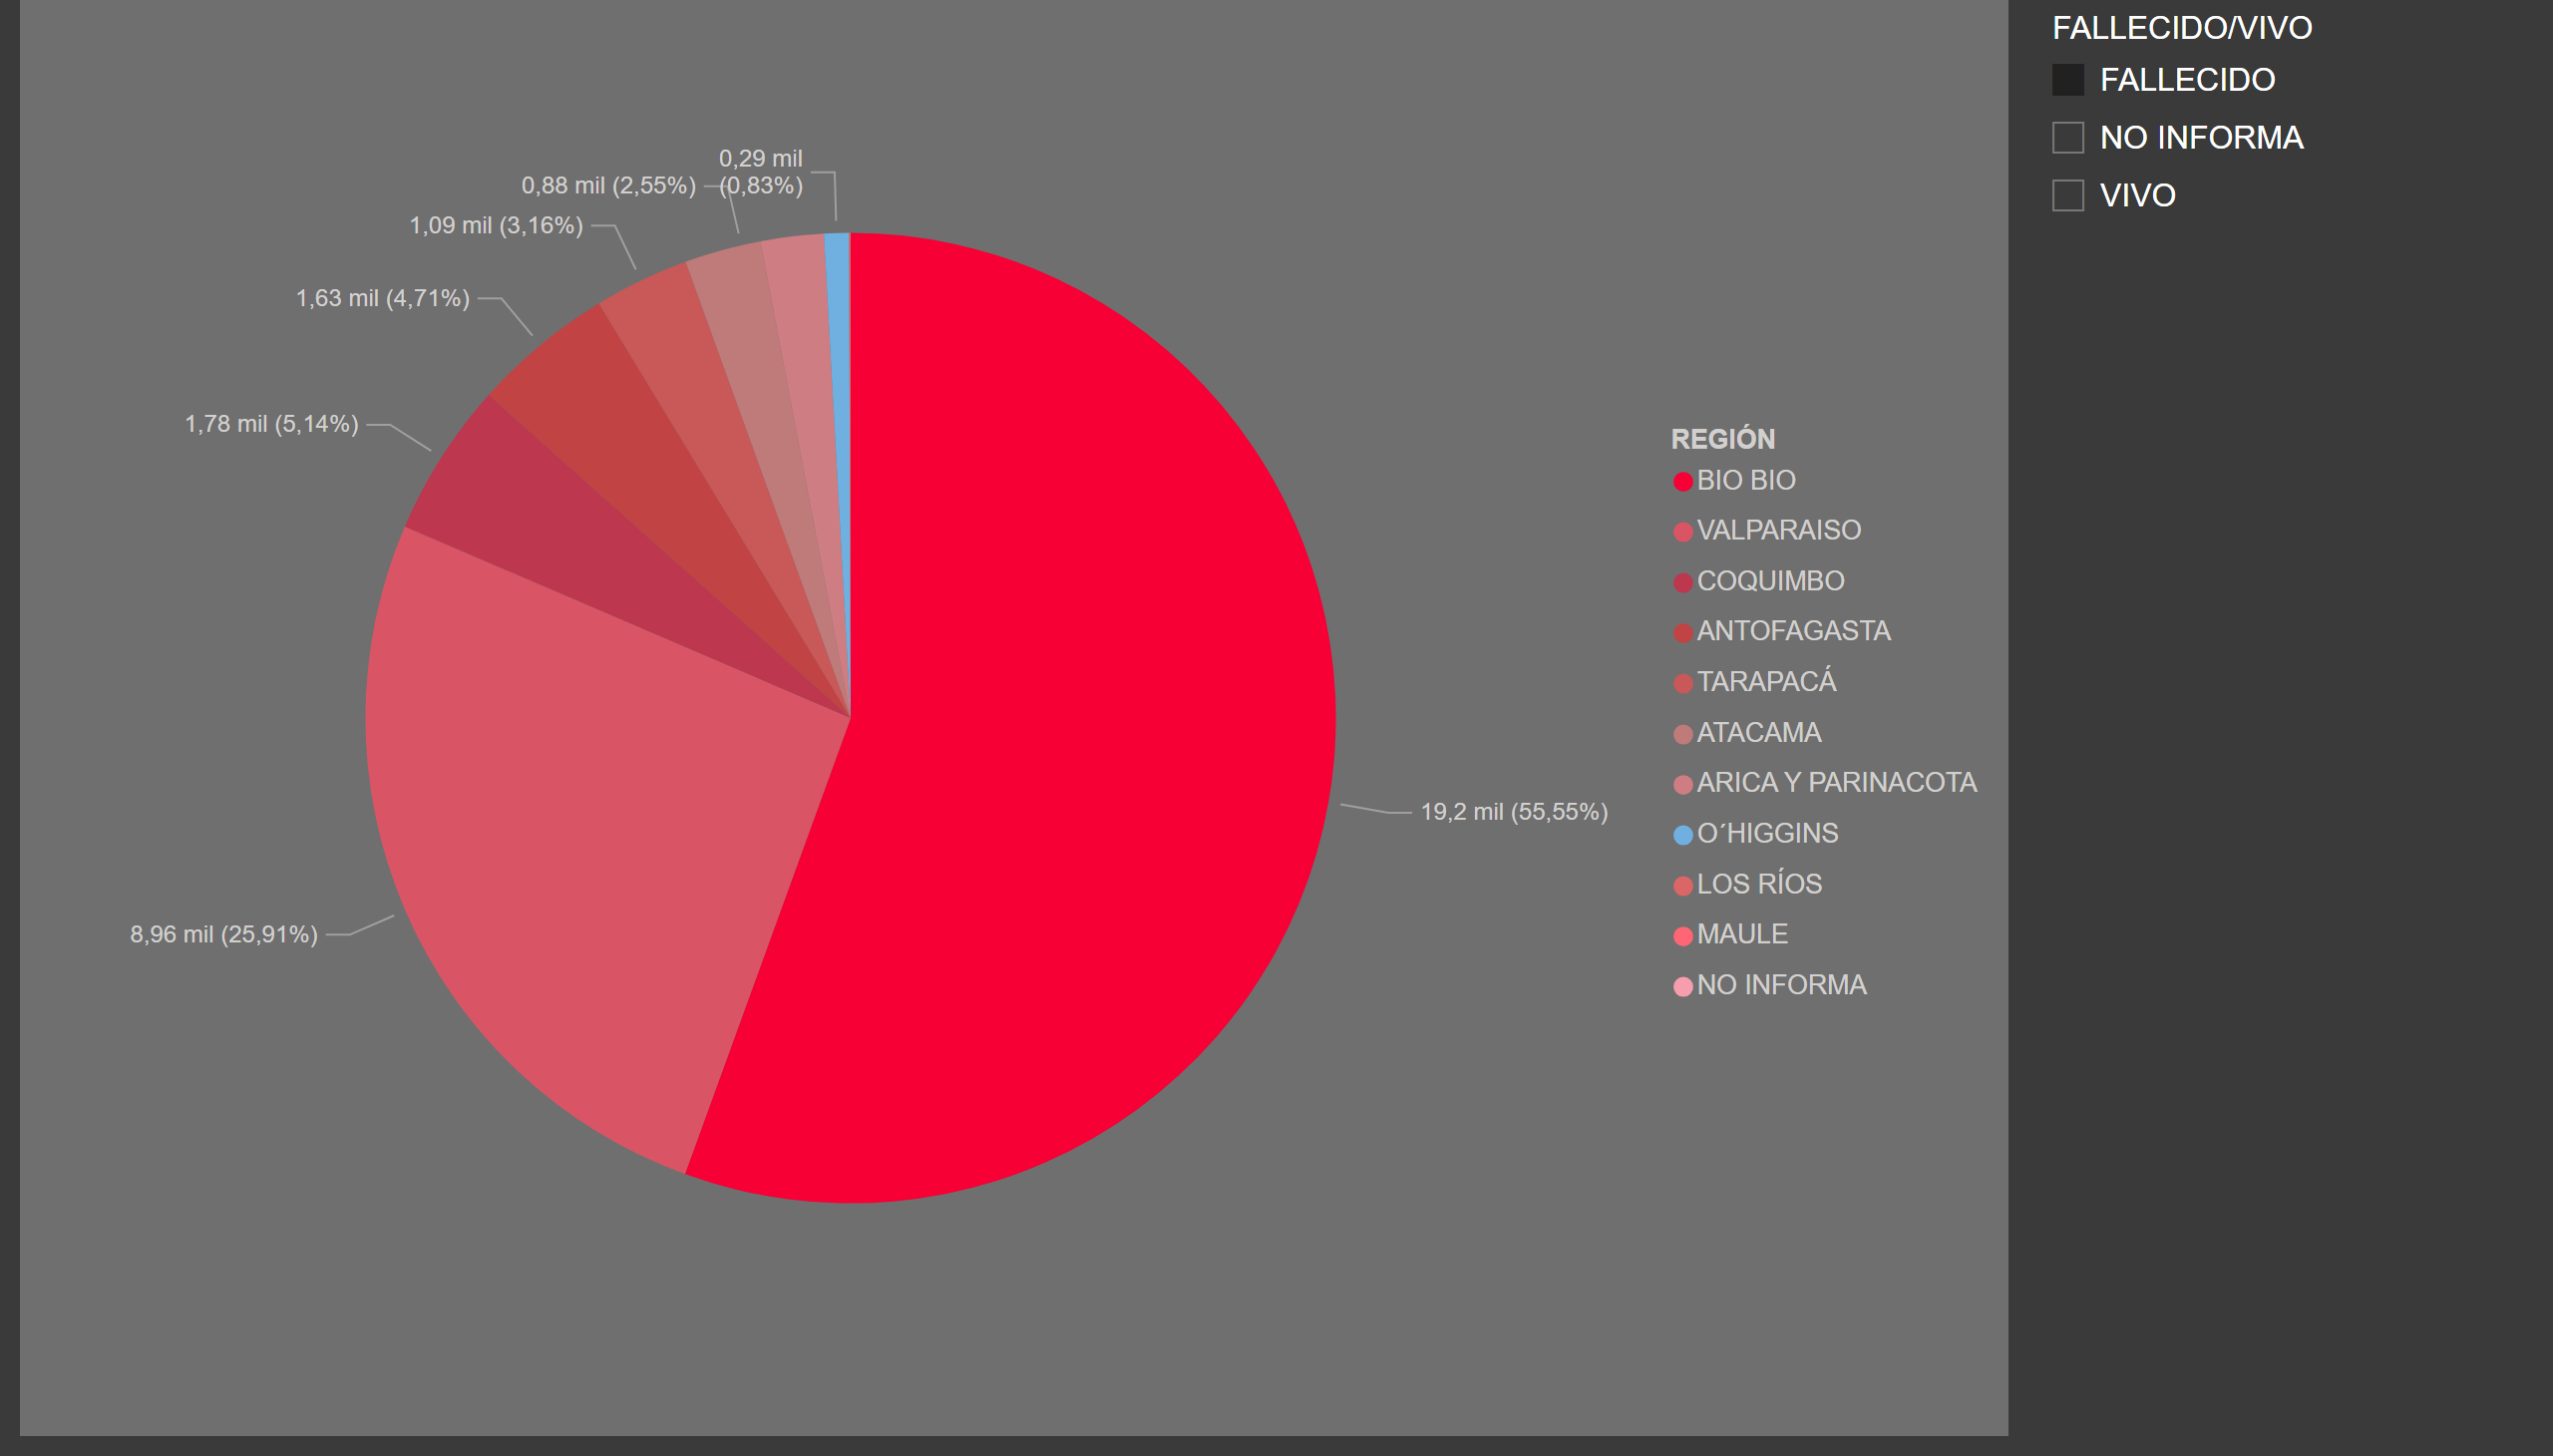 FALLECIDO/VIVO
FALLECIDO
NO INFORMA
VIVO
0,29 mil
(0,83%)
0,88 mil (2,55%)
1,09 mil (3,16%)
1,63 mil (4,71%)
1,78 mil (5,14%)
8,96 mil (25,91%)
19,2 mil (55,55%)
REGIÓN
BIO BIO
VALPARAISO
COQUIMBO
ANTOFAGASTA
TARAPACÁ
ATACAMA
ARICA Y PARINACOTA
O´HIGGINS
LOS RÍOS
MAULE
NO INFORMA